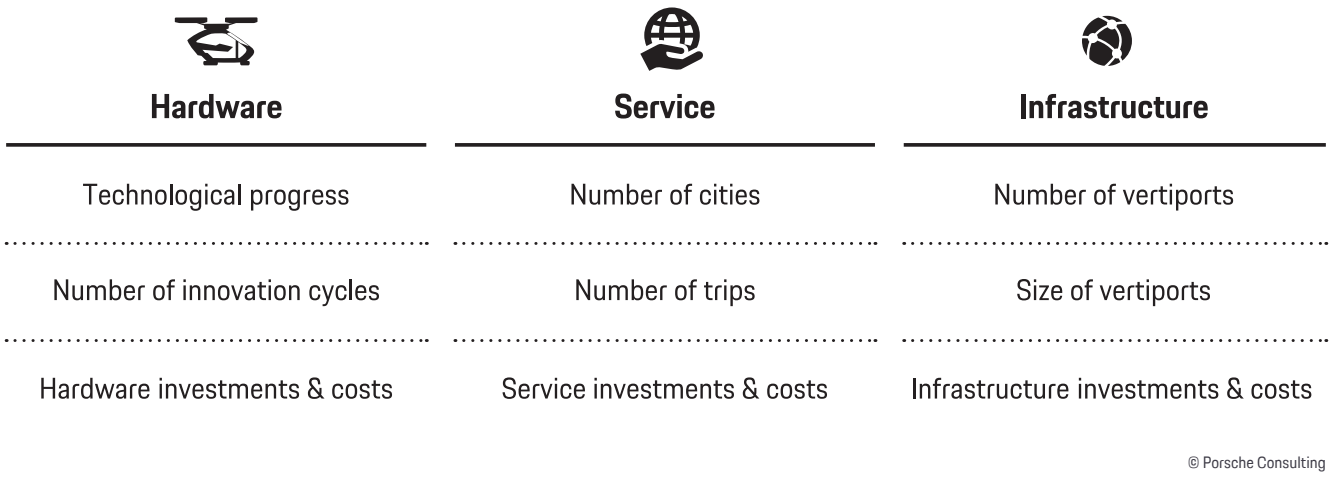 Hardware
Service
Infrastructure
Technological progress
Number of cities
Number of vertiports
Number of innovation cycles
Number of trips
Size of vertiports
Hardware investments & costs
Service investments & costs
Infrastructure investments & costs
© Porsche Consulting